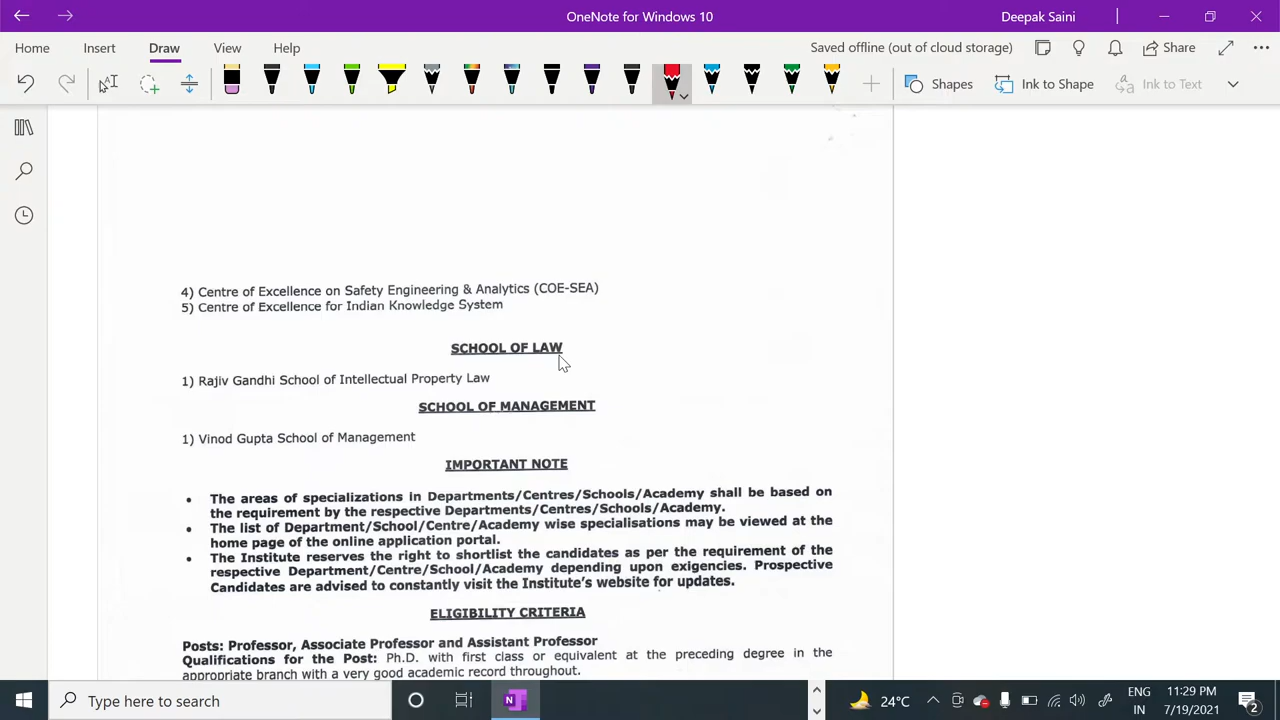 OneNote for Windows 10
Deepak Saini
Home Insert Draw View Help
Saved offline (out of cloud storage)
Share
Shapes
Ink to Shape
Ink to Text
4) Centre of Excellence on Safety Engineering & Analytics (COE-SEA)
5) Centre of Excellence for Indian Knowledge System
SCHOOL OF LAW
1) Rajiv Gandhi School of Intellectual Property Law
SCHOOL OF MANAGEMENT
1) Vinod Gupta School of Management
IMPORTANT NOTE
• The areas of specializations in Departments/Centres/Schools/Academy shall be based on
the requirement by the respective Departments/Centres/Schools/Academy.
• The list of Department/School/Centre/Academy wise specialisations may be viewed at the
home page of the online application portal.
• The Institute reserves the right to shortlist the candidates as per the requirement of the
respective Department/Centre/School/Academy depending upon exigencies. Prospective
Candidates are advised to constantly visit the Institute's website for updates.
ELIGIBILITY CRITERIA
Posts: Professor, Associate Professor and Assistant Professor
Qualifications for the Post: Ph.D. with first class or equivalent at the preceding degree in the
appropriate branch with a very good academic record throughout.
Type here to search
24°C
ENG
IN
11:29 PM
7/19/2021
2